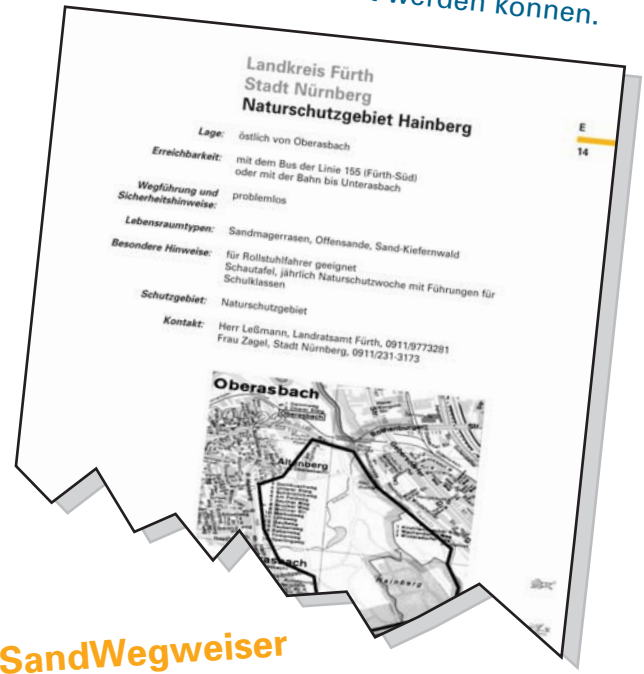 werden können.
Landkreis Fürth
Stadt Nürnberg
Naturschutzgebiet Hainberg
E
14
Lage: östlich von Oberasbach
Erreichbarkeit: mit dem Bus der Linie 155 (Fürth-Süd)
oder mit der Bahn bis Unterasbach
Wegführung und
Sicherheitshinweise: problemlos
Lebensraumtypen: Sandmagerrasen, Offensande, Sand-Kiefernwald
Besondere Hinweise: für Rollstuhlfahrer geeignet
Schautafel, jährlich Naturschutzwoche mit Führungen für
Schulklassen
Schutzgebiet: Naturschutzgebiet
Kontakt: Herr Leßmann, Landratsamt Fürth, 0911/9773281
Frau Zagel, Stadt Nürnberg, 0911/231-3173
Oberasbach
Altenberg
asbach
Hainberg
SandWegweiser